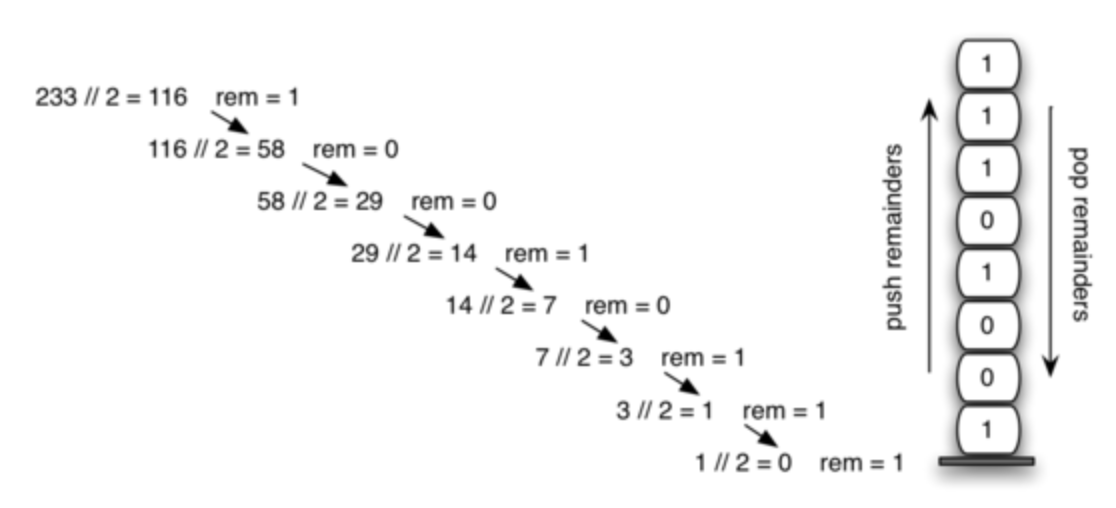 233 // 2 = 116 rem = 1
116 // 2 = 58 rem = 0
58 // 2 = 29 rem = 0
29 // 2 = 14 rem = 1
14 // 2 = 7 rem = 0
7 // 2 = 3 rem = 1
3 // 2 = 1 rem = 1
1 // 2 = 0 rem = 1
push remainders
1
1
1
0
1
0
0
1
pop remainders